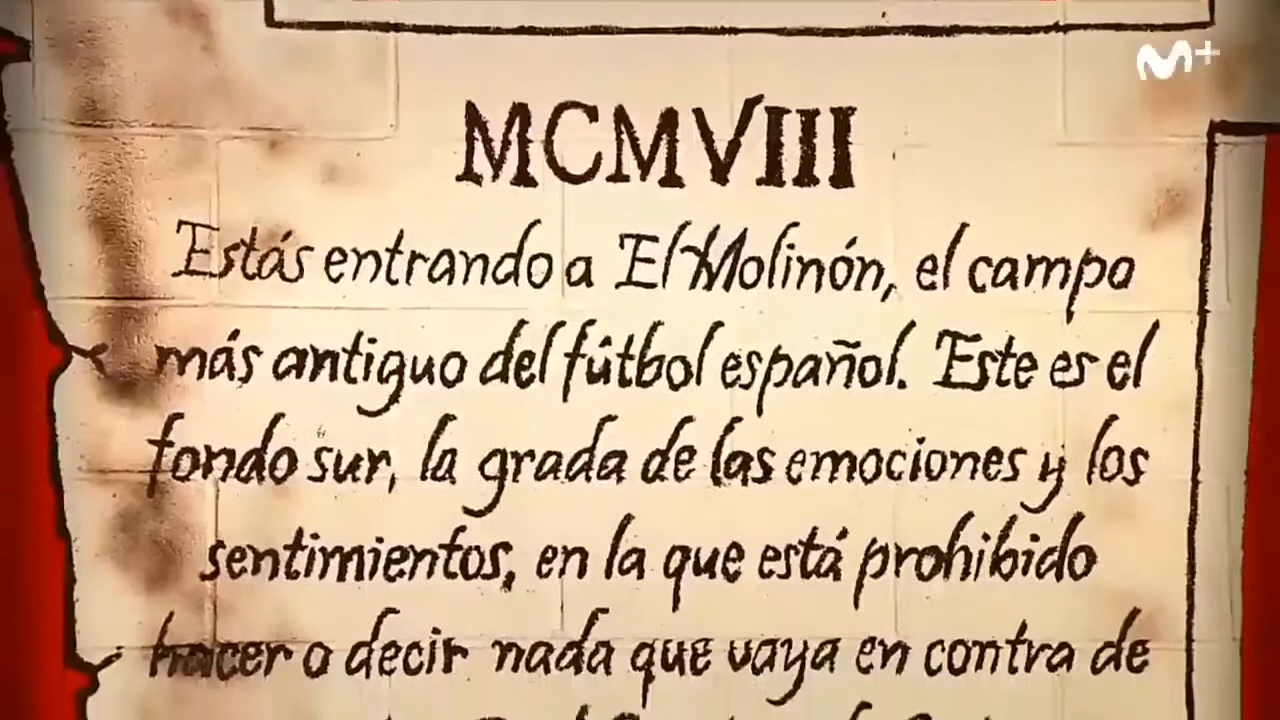 M+
MCMVIII
Estás entrando a El Molinón, el campo
más antiguo del fútbol español. Este es el
fondo sur, la grada de las emociones y los
sentimientos, en la que está prohibido
hacer o decir nada que vaya en contra de